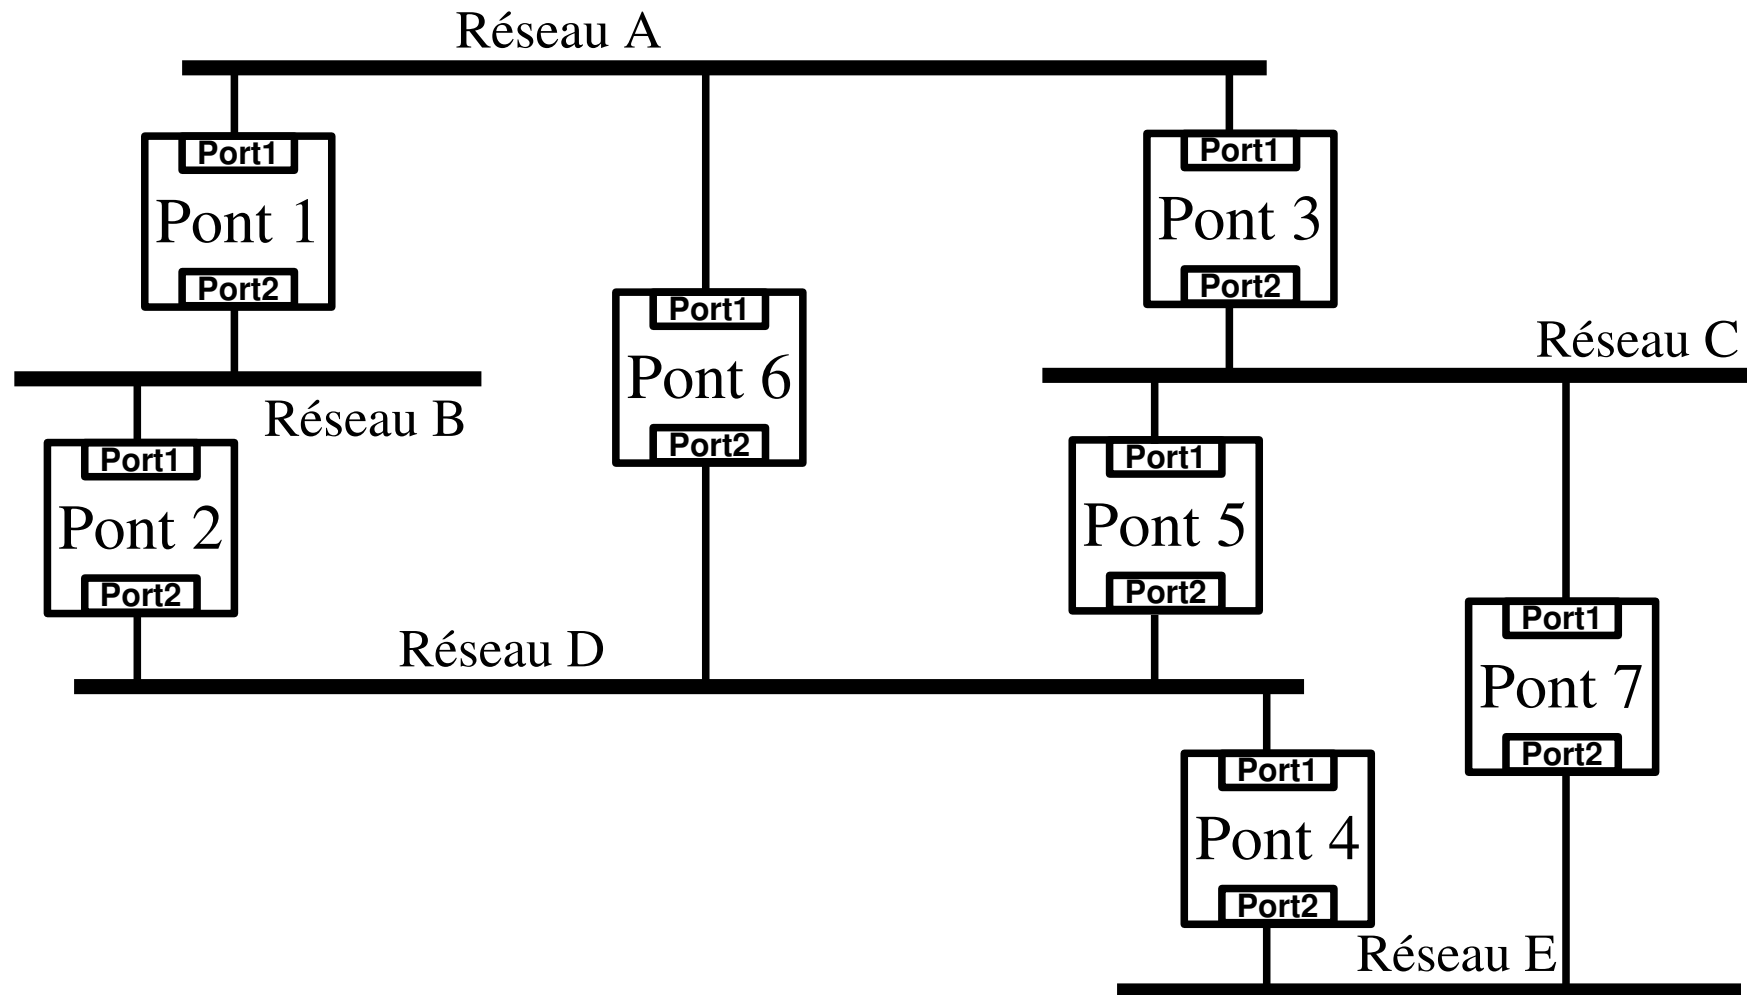 Réseau A
Port1
Pont 1
Port2
Port1
Pont 3
Port2
Port1
Pont 6
Port2
Réseau B
Réseau C
Port1
Pont 2
Port2
Port1
Pont 5
Port2
Port1
Pont 7
Port2
Réseau D
Port1
Pont 4
Port2
Réseau E